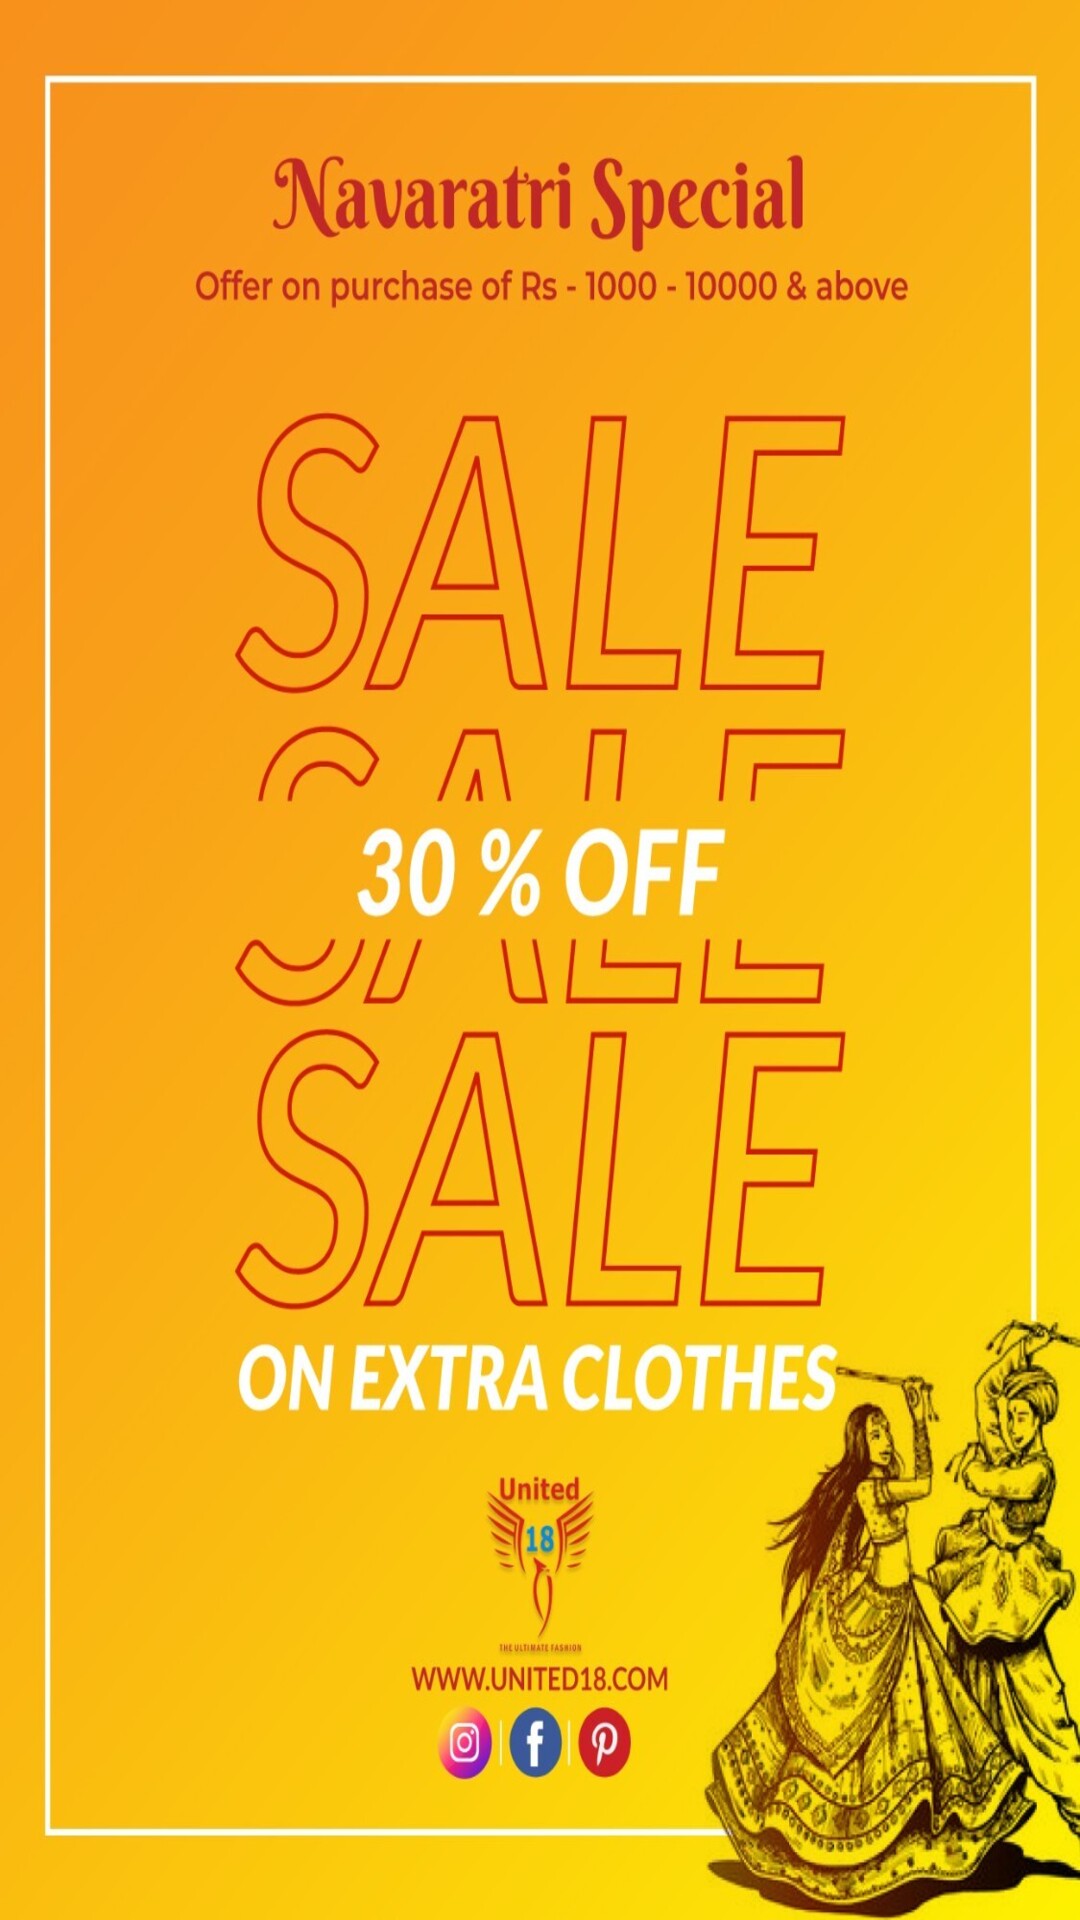 Navaratri Special
Offer on purchase of Rs - 1000 - 10000 & above
SALE
SALE
30 % OFF
SALE
ON EXTRA CLOTHES
United
18
THE ULTIMATE FASHION
WWW.UNITED18.COM